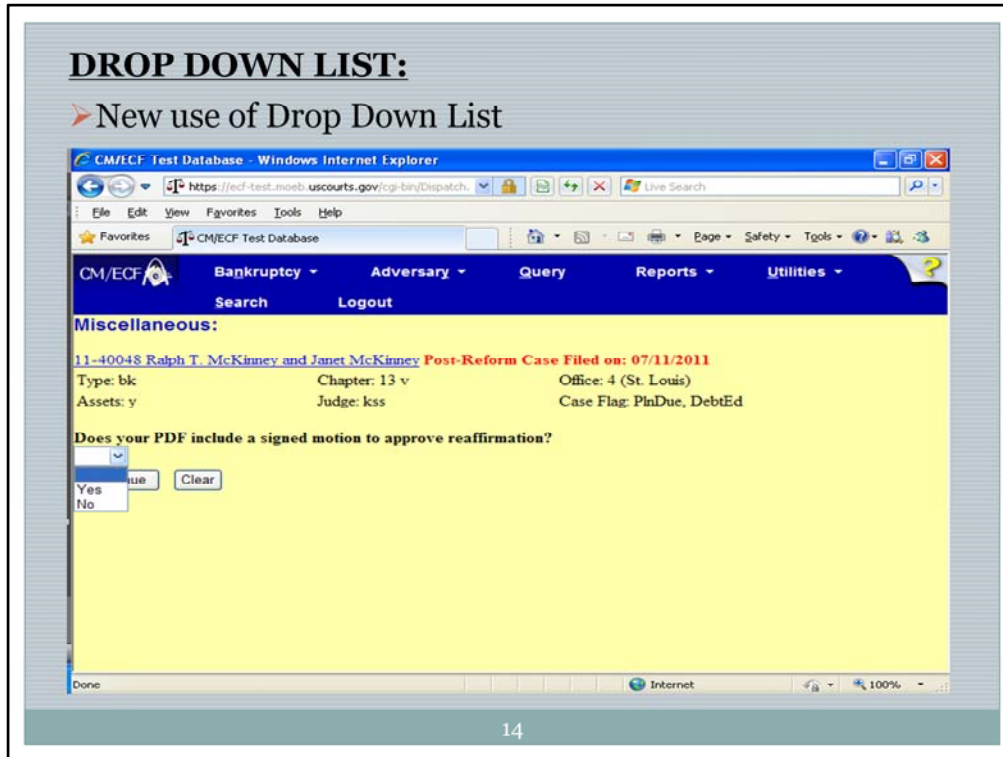 DROP DOWN LIST:
➢New use of Drop Down List
CM/ECF Test Database - Windows Internet Explorer
https://ecf-test.moeb.uscourts.gov/cgi-bin/Dispatch. Live Search
File Edit View Favorites Tools Help
Favorites CM/ECF Test Database Page Safety Tools
CM/ECF Bankruptcy Adversary Query Reports Utilities ?
Search Logout
Miscellaneous:
11-40048 Ralph T. McKinney and Janet McKinney Post-Reform Case Filed on: 07/11/2011
Type: bk Chapter: 13 v Office: 4 (St. Louis)
Assets: y Judge: kss Case Flag: PlnDue, DebtEd
Does your PDF include a signed motion to approve reaffirmation?
ue Clear
Yes
No
Done Internet 100%
14